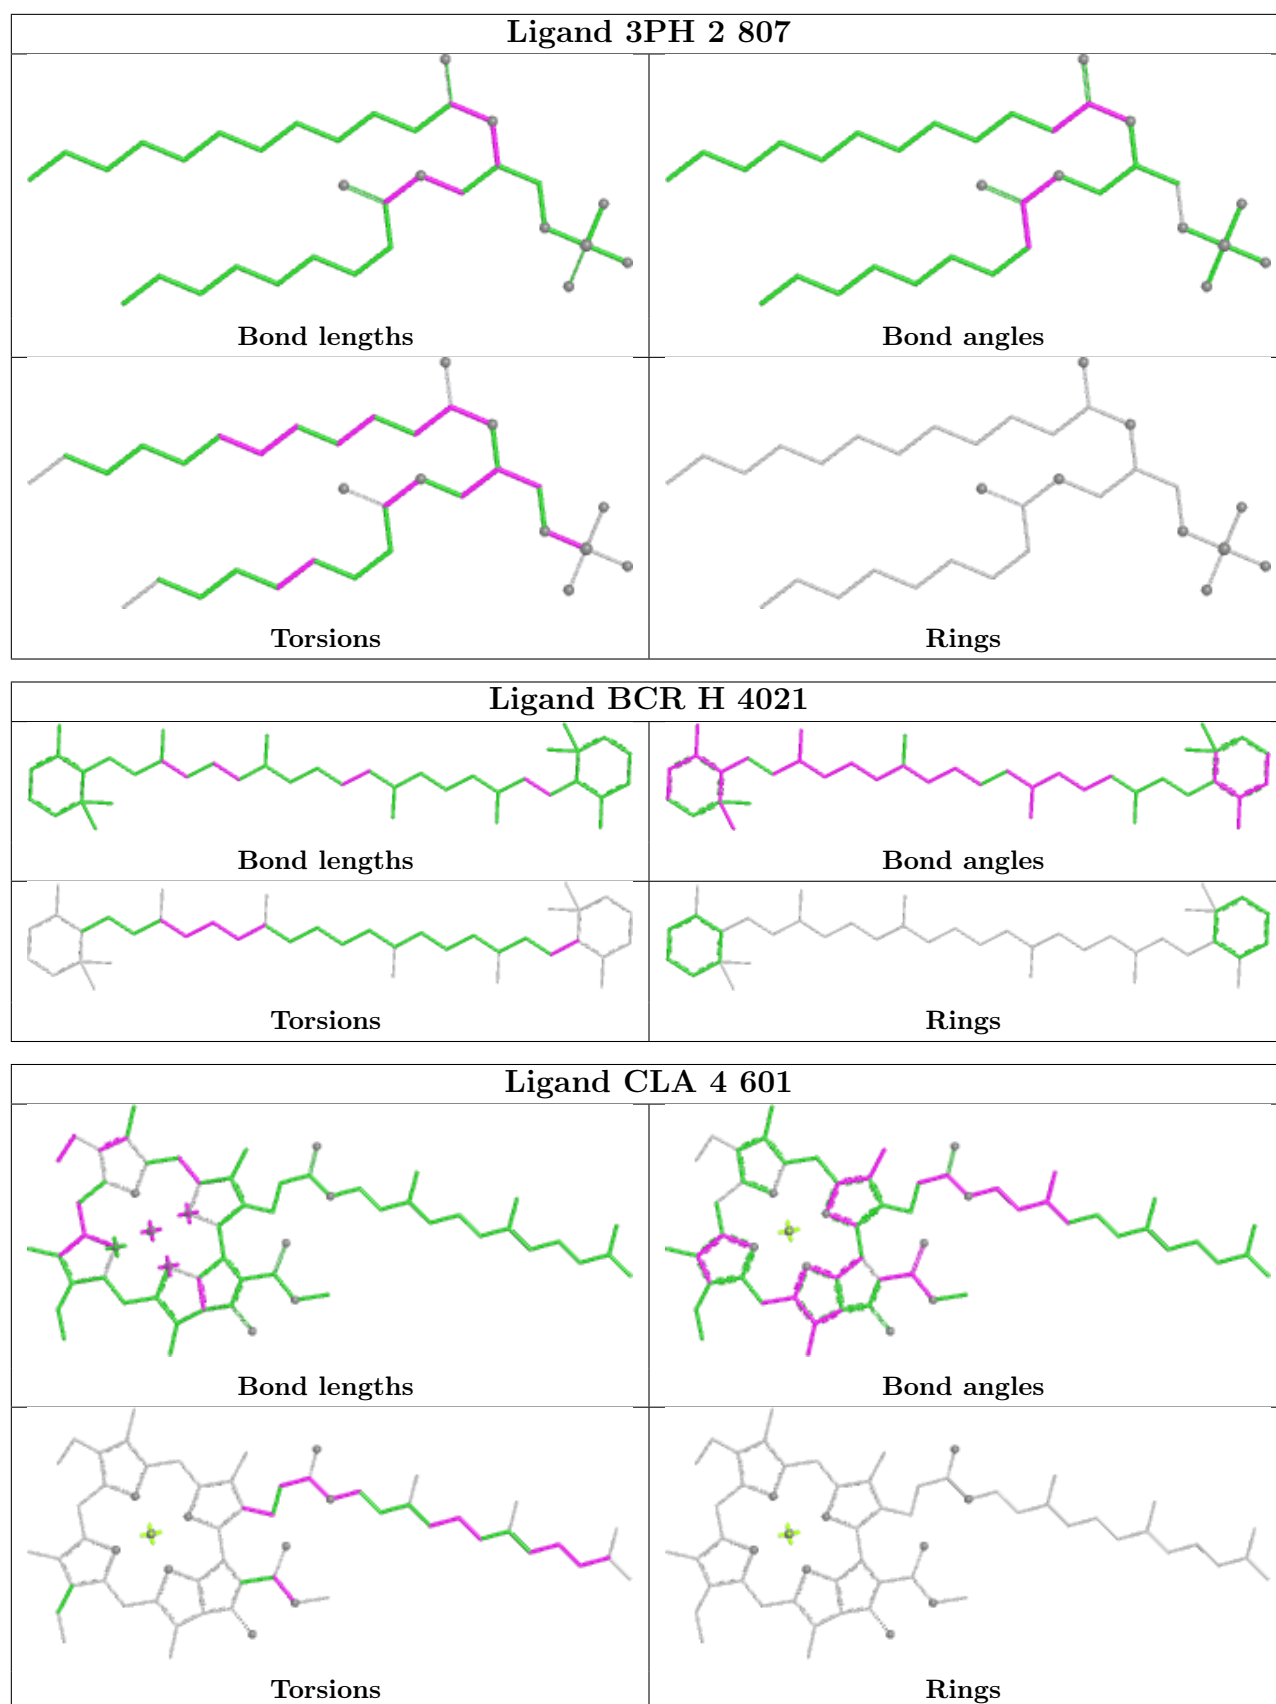 Ligand 3PH 2 807
Bond lengths
Bond angles
Torsions
Rings
Ligand BCR H 4021
Bond lengths
Bond angles
Torsions
Rings
Ligand CLA 4 601
Bond lengths
Bond angles
Torsions
Rings